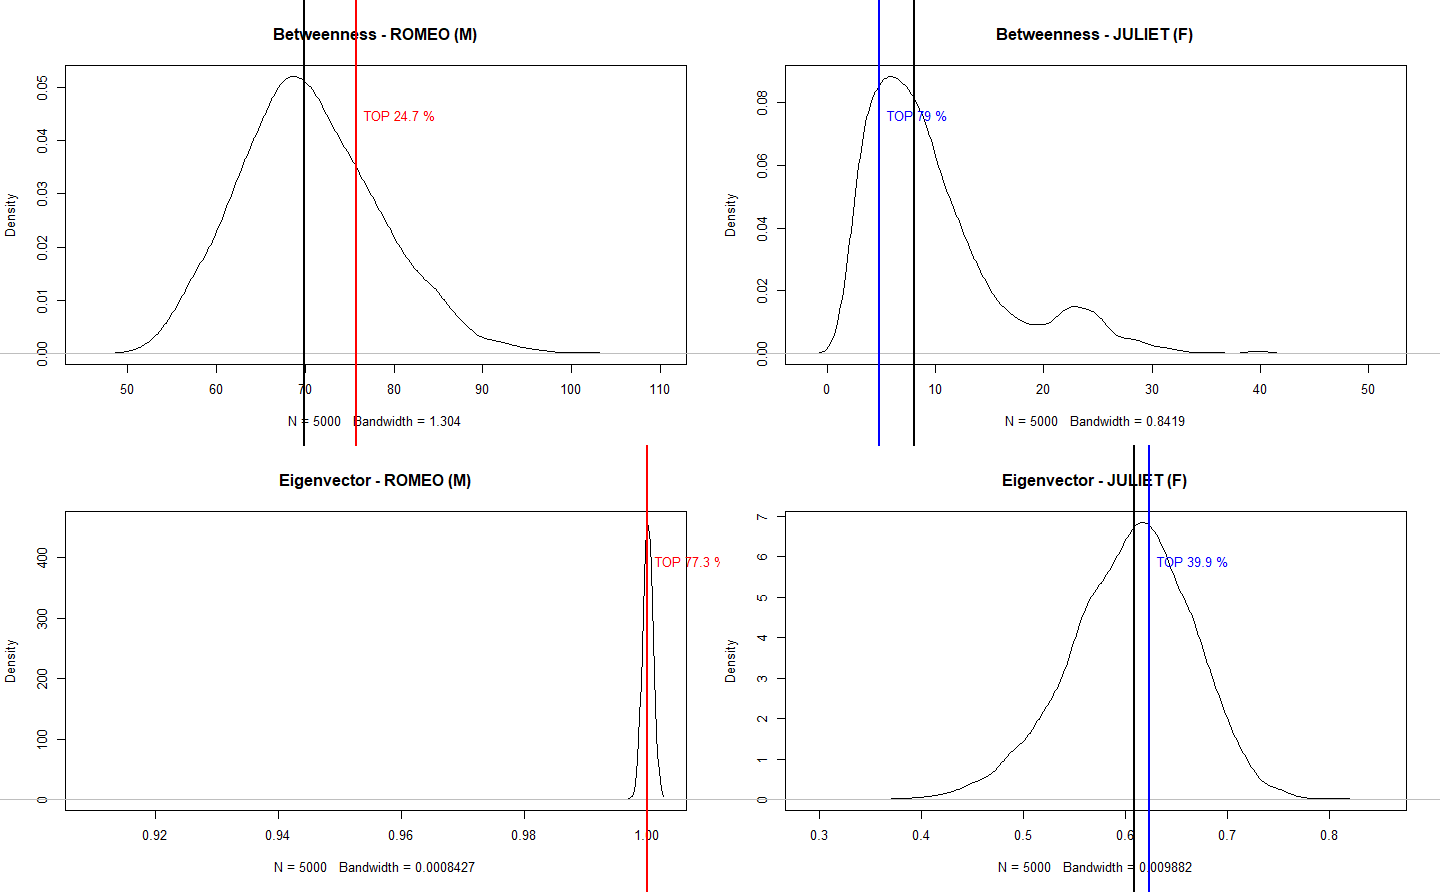 Betweenness - ROMEO (M)
Density
0.00 0.01 0.02 0.03 0.04 0.05
TOP 24.7 %
50 60 70 80 90 100 110
N = 5000 Bandwidth = 1.304
Betweenness - JULIET (F)
Density
0.00 0.02 0.04 0.06 0.08
TOP 79 %
0 10 20 30 40 50
N = 5000 Bandwidth = 0.8419
Eigenvector - ROMEO (M)
Density
0 100 200 300 400
TOP 77.3 %
0.92 0.94 0.96 0.98 1.00
N = 5000 Bandwidth = 0.0008427
Eigenvector - JULIET (F)
Density
0 1 2 3 4 5 6 7
TOP 39.9 %
0.3 0.4 0.5 0.6 0.7 0.8
N = 5000 Bandwidth = 0.009882